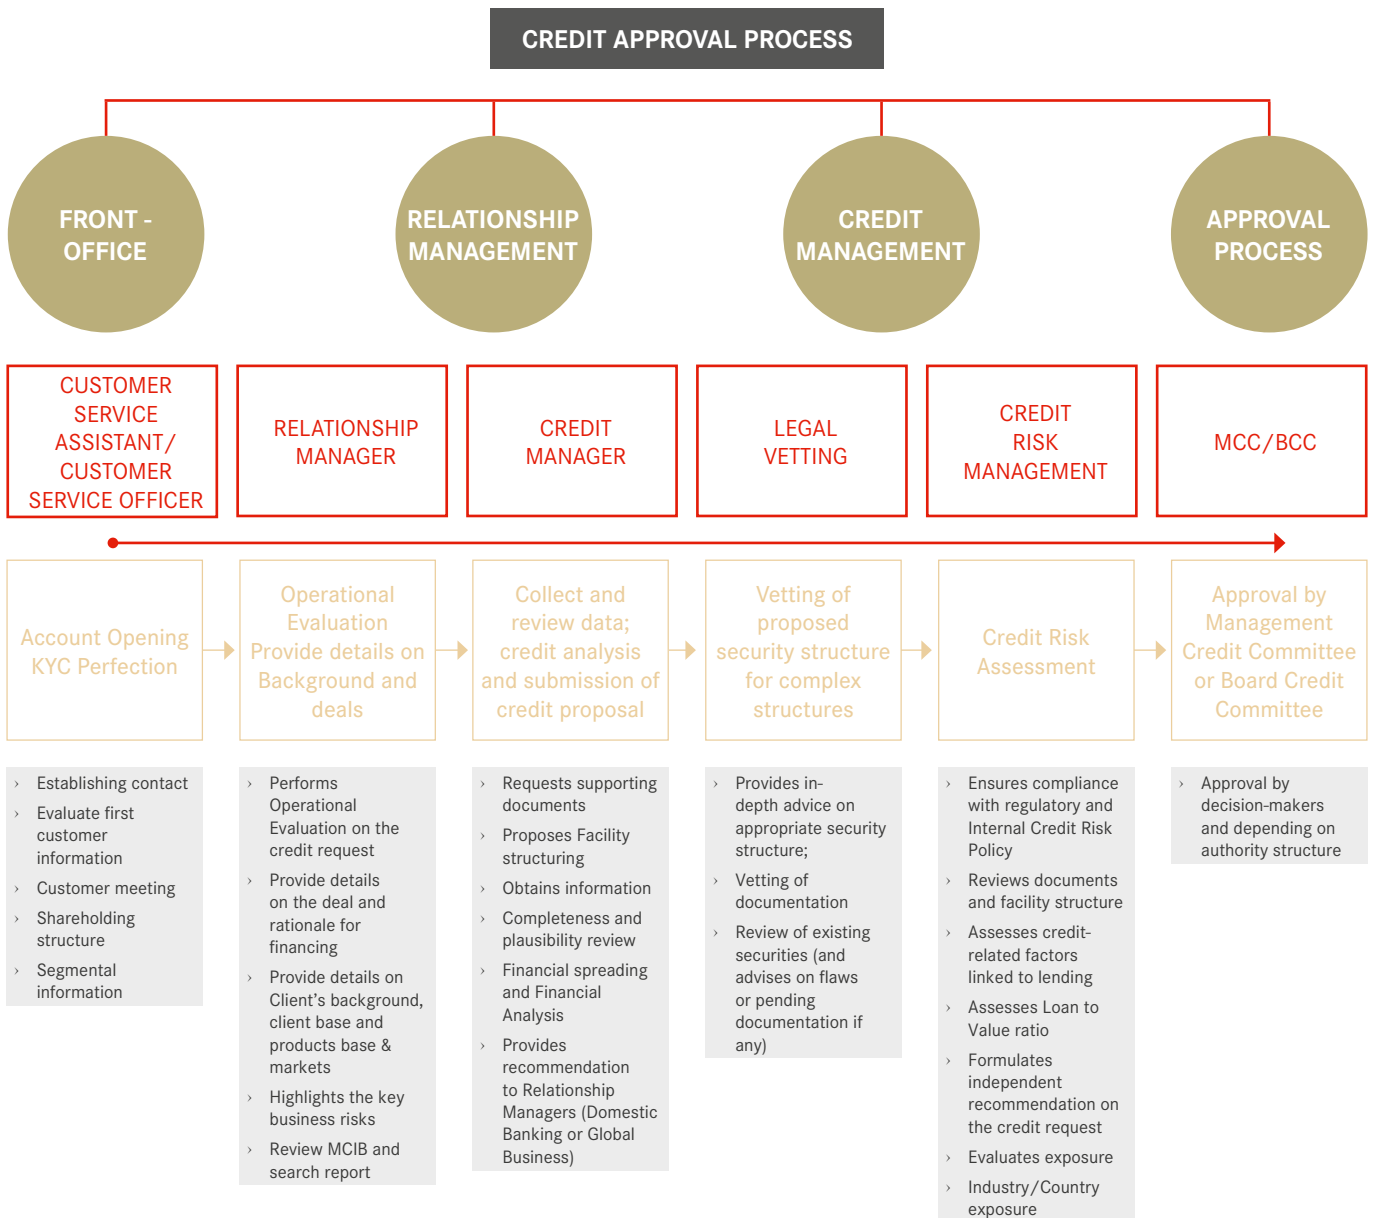 CREDIT APPROVAL PROCESS
FRONT -
OFFICE
RELATIONSHIP
MANAGEMENT
CREDIT
MANAGEMENT
APPROVAL
PROCESS
CUSTOMER
SERVICE
ASSISTANT/
CUSTOMER
SERVICE OFFICER
RELATIONSHIP
MANAGER
CREDIT
MANAGER
LEGAL
VETTING
CREDIT
RISK
MANAGEMENT
MCC/BCC
Account Opening
KYC Perfection
Operational
Evaluation
Provide details on
Background and
deals
Collect and
review data;
credit analysis
and submission of
credit proposal
Vetting of
proposed
security structure
for complex
structures
Credit Risk
Assessment
Approval by
Management
Credit Committee
or Board Credit
Committee
› Establishing contact
› Evaluate first
customer
information
› Customer meeting
› Shareholding
structure
› Segmental
information
› Performs
Operational
Evaluation on the
credit request
› Provide details
on the deal and
rationale for
financing
› Provide details on
Client's background,
client base and
products base &
markets
› Highlights the key
business risks
› Review MCIB and
search report
› Requests supporting
documents
› Proposes Facility
structuring
› Obtains information
› Completeness and
plausibility review
› Financial spreading
and Financial
Analysis
› Provides
recommendation
to Relationship
Managers (Domestic
Banking or Global
Business)
› Provides in-
depth advice on
appropriate security
structure;
› Vetting of
documentation
› Review of existing
securities (and
advises on flaws
or pending
documentation if
any)
› Ensures compliance
with regulatory and
Internal Credit Risk
Policy
› Reviews documents
and facility structure
› Assesses credit-
related factors
linked to lending
› Assesses Loan to
Value ratio
› Formulates
independent
recommendation on
the credit request
› Evaluates exposure
› Industry/Country
exposure
› Approval by
decision-makers
and depending on
authority structure